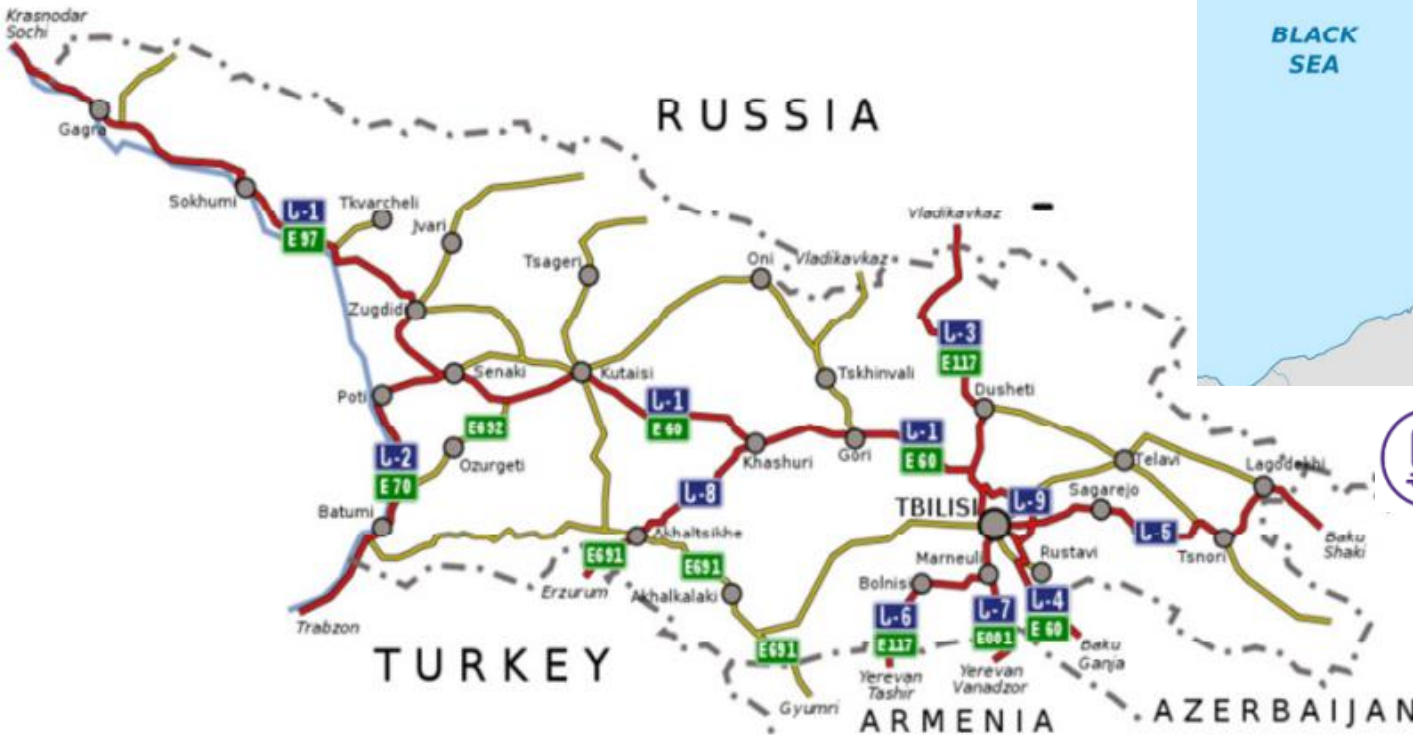 Krasnodar
Sochi
BLACK
SEA
RUSSIA
Gagra
Sokhumi
ს-1
E 97
Tkvarcheli
Jvari
Tsageri
Oni
Vladikavkaz
Vladikavkaz
Zugdidi
ს-3
E117
Senaki
Kutaisi
Tskhinvali
Dusheti
Poti
ს-1
E 60
E692
Ozurgeti
Khashuri
Gori
ს-1
E 60
Telavi
Lagodekhi
ს-2
E 70
ს-8
TBILISI
ს-9
Sagarejo
ს-5
Batumi
Akhaltsikhe
Tsnori
Baku
Shaki
E691
E691
Marneuli
Rustavi
Erzurum
Akhalkalaki
Bolnisi
Trabzon
ს-6
E117
ს-7
E001
ს-4
E 60
TURKEY
E691
Baku
Ganja
Yerevan
Tashir
Yerevan
Vanadzor
Gyumri
ARMENIA
AZERBAIJAN